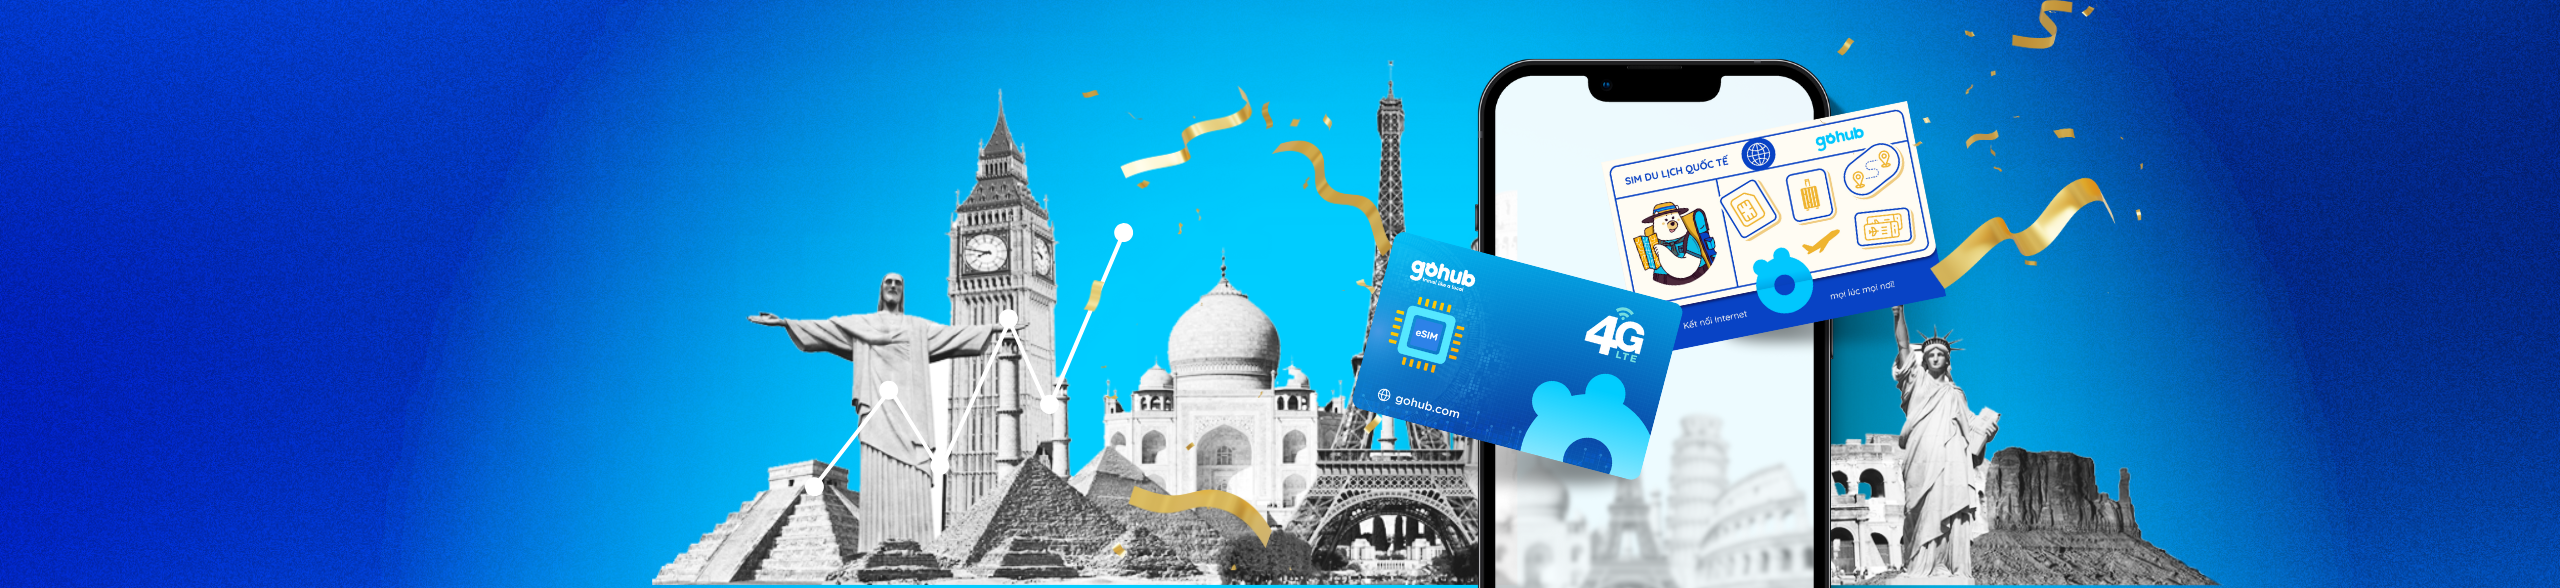 SIM DU LỊCH QUỐC TẾ
gohub
Kết nối Internet
mọi lúc mọi nơi!
gohub
travel like a local
eSIM
4G
LTE
gohub.com